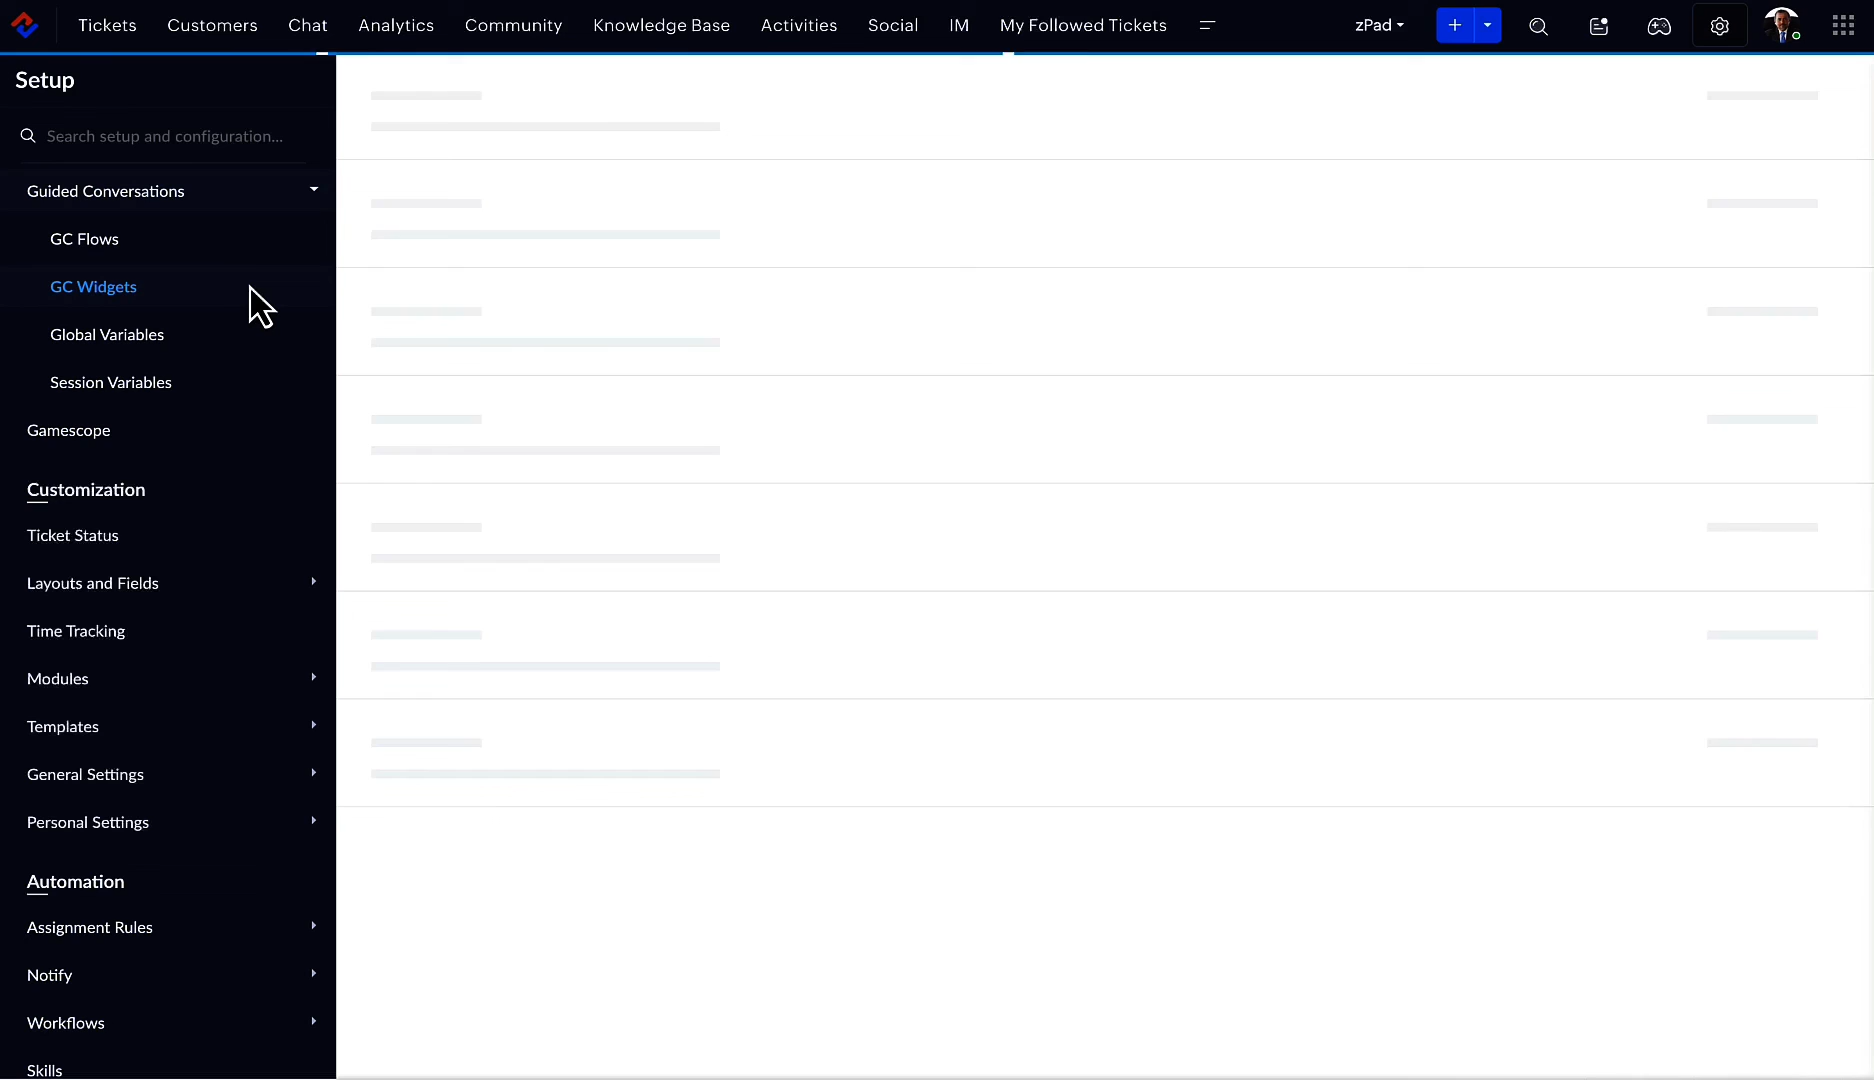 Tickets Customers Chat Analytics Community Knowledge Base Activities Social IM My Followed Tickets zPad
Setup
Search setup and configuration...
Guided Conversations
GC Flows
GC Widgets
Global Variables
Session Variables
Gamescope
Customization
Ticket Status
Layouts and Fields
Time Tracking
Modules
Templates
General Settings
Personal Settings
Automation
Assignment Rules
Notify
Workflows
Skills